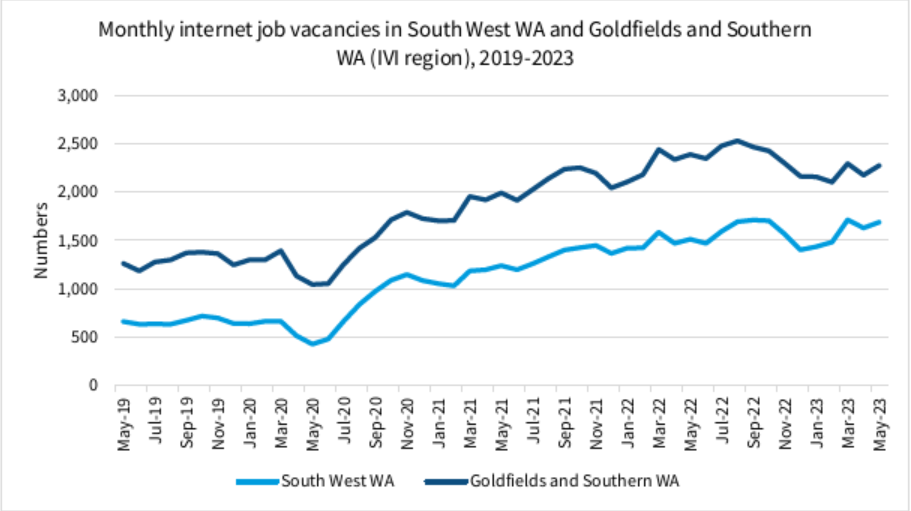 Monthly internet job vacancies in South West WA and Goldfields and Southern
WA (IVI region), 2019-2023
3,000
2,500
2,000
1,500
1,000
500
0
Numbers
May-19
Jul-19
Sep-19
Nov-19
Jan-20
Mar-20
May-20
Jul-20
Sep-20
Nov-20
Jan-21
Mar-21
May-21
Jul-21
Sep-21
Nov-21
Jan-22
Mar-22
May-22
Jul-22
Sep-22
Nov-22
Jan-23
Mar-23
May-23
South West WA
Goldfields and Southern WA